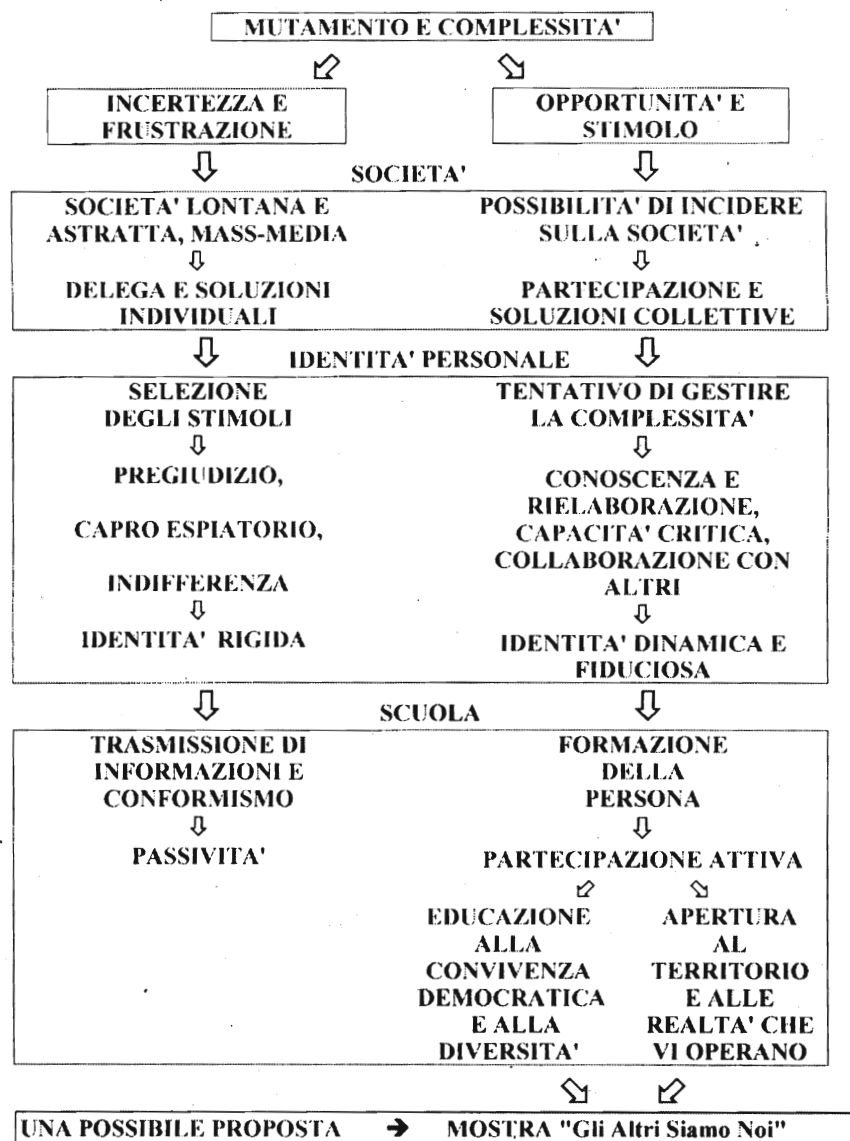 MUTAMENTO E COMPLESSITA'
INCERTEZZA E
FRUSTRAZIONE
OPPORTUNITA' E
STIMOLO
SOCIETA'
SOCIETA' LONTANA E
ASTRATTA, MASS-MEDIA
DELEGA E SOLUZIONI
INDIVIDUALI
POSSIBILITA' DI INCIDERE
SULLA SOCIETA'
PARTECIPAZIONE E
SOLUZIONI COLLETTIVE
IDENTITA' PERSONALE
SELEZIONE
DEGLI STIMOLI
PREGIUDIZIO,
CAPRO ESPIATORIO,
INDIFFERENZA
IDENTITA' RIGIDA
TENTATIVO DI GESTIRE
LA COMPLESSITA'
CONOSCENZA E
RIELABORAZIONE,
CAPACITA' CRITICA,
COLLABORAZIONE CON
ALTRI
IDENTITA' DINAMICA E
FIDUCIOSA
SCUOLA
TRASMISSIONE DI
INFORMAZIONI E
CONFORMISMO
PASSIVITA'
FORMAZIONE
DELLA
PERSONA
PARTECIPAZIONE ATTIVA
EDUCAZIONE
ALLA
CONVIVENZA
DEMOCRATICA
E ALLA
DIVERSITA'
APERTURA
AL
TERRITORIO
E ALLE
REALTA' CHE
VI OPERANO
UNA POSSIBILE PROPOSTA → MOSTRA "Gli Altri Siamo Noi"